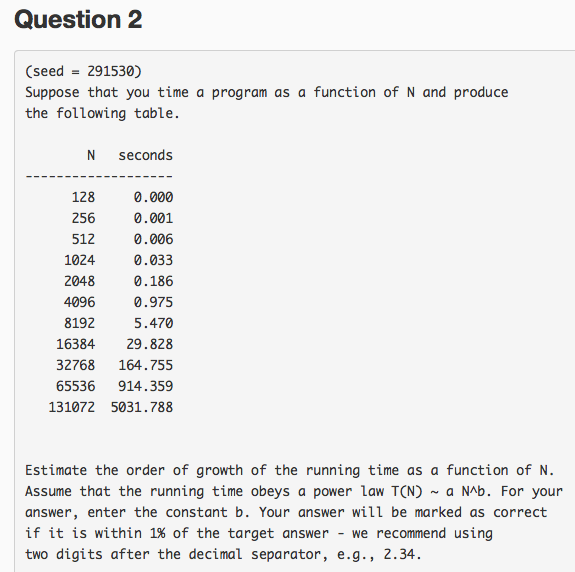 Question 2
(seed = 291530)
Suppose that you time a program as a function of N and produce
the following table.
N seconds
-------------------
128 0.000
256 0.001
512 0.006
1024 0.033
2048 0.186
4096 0.975
8192 5.470
16384 29.828
32768 164.755
65536 914.359
131072 5031.788
Estimate the order of growth of the running time as a function of N.
Assume that the running time obeys a power law T(N) ~ a N^b. For your
answer, enter the constant b. Your answer will be marked as correct
if it is within 1% of the target answer - we recommend using
two digits after the decimal separator, e.g., 2.34.